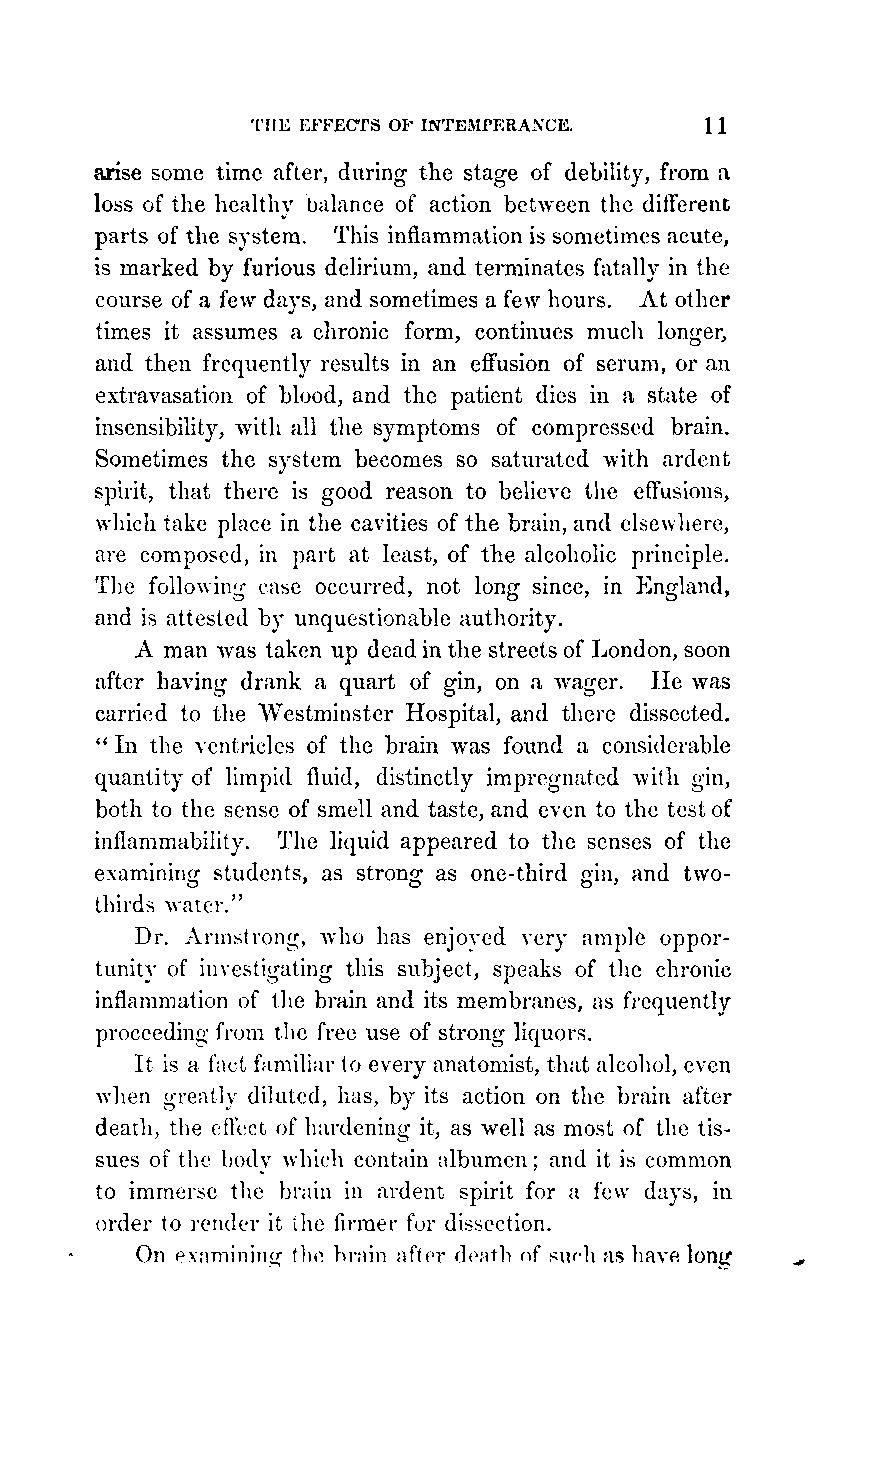 THE EFFECTS OF INTEMPERANCE. 11
arise some time after, during the stage of debility, from a
loss of the healthy balance of action between the different
parts of the system. This inflammation is sometimes acute,
is marked by furious delirium, and terminates fatally in the
course of a few days, and sometimes a few hours. At other
times it assumes a chronic form, continues much longer,
and then frequently results in an effusion of serum, or an
extravasation of blood, and the patient dies in a state of
insensibility, with all the symptoms of compressed brain.
Sometimes the system becomes so saturated with ardent
spirit, that there is good reason to believe the effusions,
which take place in the cavities of the brain, and elsewhere,
are composed, in part at least, of the alcoholic principle.
The following case occurred, not long since, in England,
and is attested by unquestionable authority.
A man was taken up dead in the streets of London, soon
after having drank a quart of gin, on a wager. He was
carried to the Westminster Hospital, and there dissected.
“In the ventricles of the brain was found a considerable
quantity of limpid fluid, distinctly impregnated with gin,
both to the sense of smell and taste, and even to the test of
inflammability. The liquid appeared to the senses of the
examining students, as strong as one-third gin, and two-
thirds water.”
Dr. Armstrong, who has enjoyed very ample oppor-
tunity of investigating this subject, speaks of the chronic
inflammation of the brain and its membranes, as frequently
proceeding from the free use of strong liquors.
It is a fact familiar to every anatomist, that alcohol, even
when greatly diluted, has, by its action on the brain after
death, the effect of hardening it, as well as most of the tis-
sues of the body which contain albumen; and it is common
to immerse the brain in ardent spirit for a few days, in
order to render it the firmer for dissection.
On examining the brain after death of such as have long